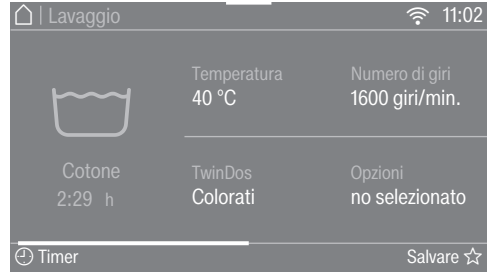 | Lavaggio 11:02
Temperatura Numero di giri
40 °C 1600 giri/min.
Cotone TwinDos Opzioni
2:29 h Colorati no selezionato
Timer Salvare